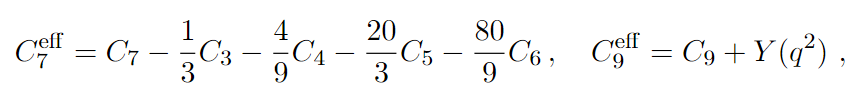 $C_7^{\text{eff}} = C_7 - \frac{1}{3}C_3 - \frac{4}{9}C_4 - \frac{20}{3}C_5 - \frac{80}{9}C_6\,, \quad C_9^{\text{eff}} = C_9 + Y(q^2)\ ,$